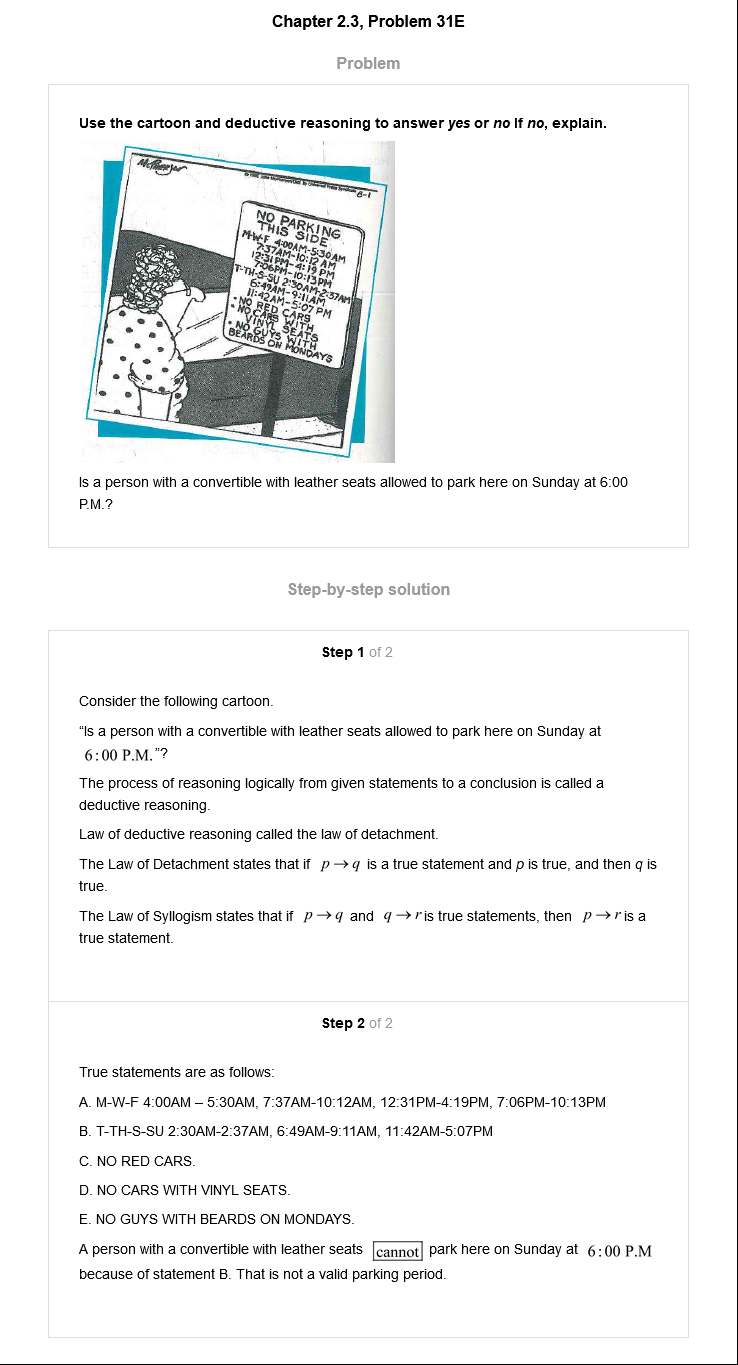 Chapter 2.3, Problem 31E
Problem
Use the cartoon and deductive reasoning to answer yes or no If no, explain.
8-1
NO PARKING
THIS SIDE
M-W-F 4:00AM-5:30AM
7:37AM-10:12AM
12:31PM-4:19PM
7:06PM-10:13PM
T-TH-S-SU 2:30AM-2:37AM
6:49AM-9:11AM
11:42AM-5:07PM
• NO RED CARS
• NO CARS WITH
VINYL SEATS
• NO GUYS WITH
BEARDS ON MONDAYS
Is a person with a convertible with leather seats allowed to park here on Sunday at 6:00
P.M.?
Step-by-step solution
Step 1 of 2
Consider the following cartoon.
“Is a person with a convertible with leather seats allowed to park here on Sunday at
6:00 P.M.”?
The process of reasoning logically from given statements to a conclusion is called a
deductive reasoning.
Law of deductive reasoning called the law of detachment.
The Law of Detachment states that if p→q is a true statement and p is true, and then q is
true.
The Law of Syllogism states that if p→q and q→r is true statements, then p→r is a
true statement.
Step 2 of 2
True statements are as follows:
A. M-W-F 4:00AM – 5:30AM, 7:37AM-10:12AM, 12:31PM-4:19PM, 7:06PM-10:13PM
B. T-TH-S-SU 2:30AM-2:37AM, 6:49AM-9:11AM, 11:42AM-5:07PM
C. NO RED CARS.
D. NO CARS WITH VINYL SEATS.
E. NO GUYS WITH BEARDS ON MONDAYS.
A person with a convertible with leather seats cannot park here on Sunday at 6:00 P.M
because of statement B. That is not a valid parking period.